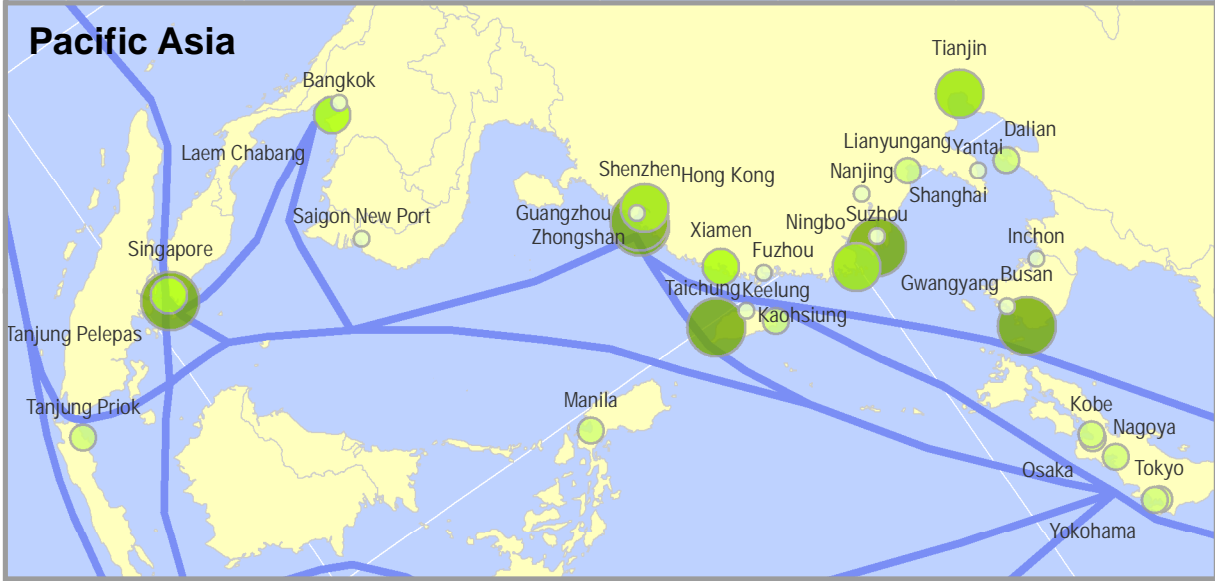 Pacific Asia
Tianjin
Bangkok
Dalian
Lianyungang
Yantai
Laem Chabang
Shenzhen
Hong Kong
Nanjing
Shanghai
Saigon New Port
Guangzhou
Ningbo
Suzhou
Zhongshan
Xiamen
Inchon
Singapore
Fuzhou
Gwangyang
Busan
Taichung
Keelung
Kaohsiung
Tanjung Pelepas
Tanjung Priok
Manila
Kobe
Nagoya
Osaka
Tokyo
Yokohama